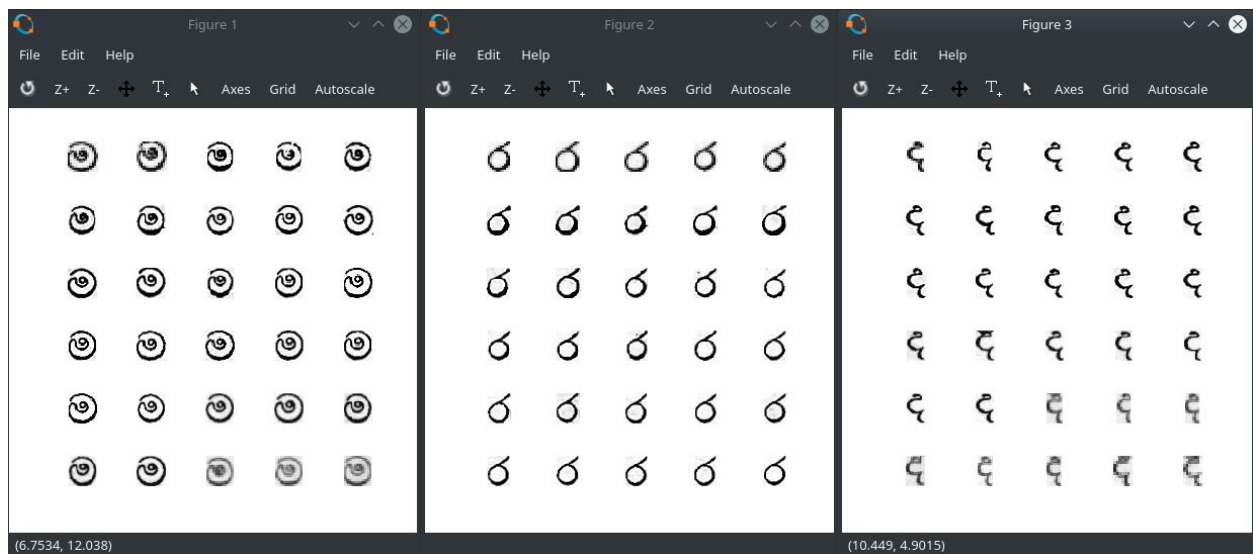 Figure 1
File Edit Help
Z+ Z- T+ Axes Grid Autoscale
ල ල ල ල ල
ල ල ල ල ල
ල ල ල ල ල
ල ල ල ල ල
ල ල ල ල ල
ල ල ල ල ල
(6.7534, 12.038)
Figure 2
File Edit Help
Z+ Z- T+ Axes Grid Autoscale
ර ර ර ර ර
ර ර ර ර ර
ර ර ර ර ර
ර ර ර ර ර
ර ර ර ර ර
ර ර ර ර ර
Figure 3
File Edit Help
Z+ Z- T+ Axes Grid Autoscale
ද ද ද ද ද
ද ද ද ද ද
ද ද ද ද ද
ද ද ද ද ද
ද ද ද ද ද
ද ද ද ද ද
(10.449, 4.9015)